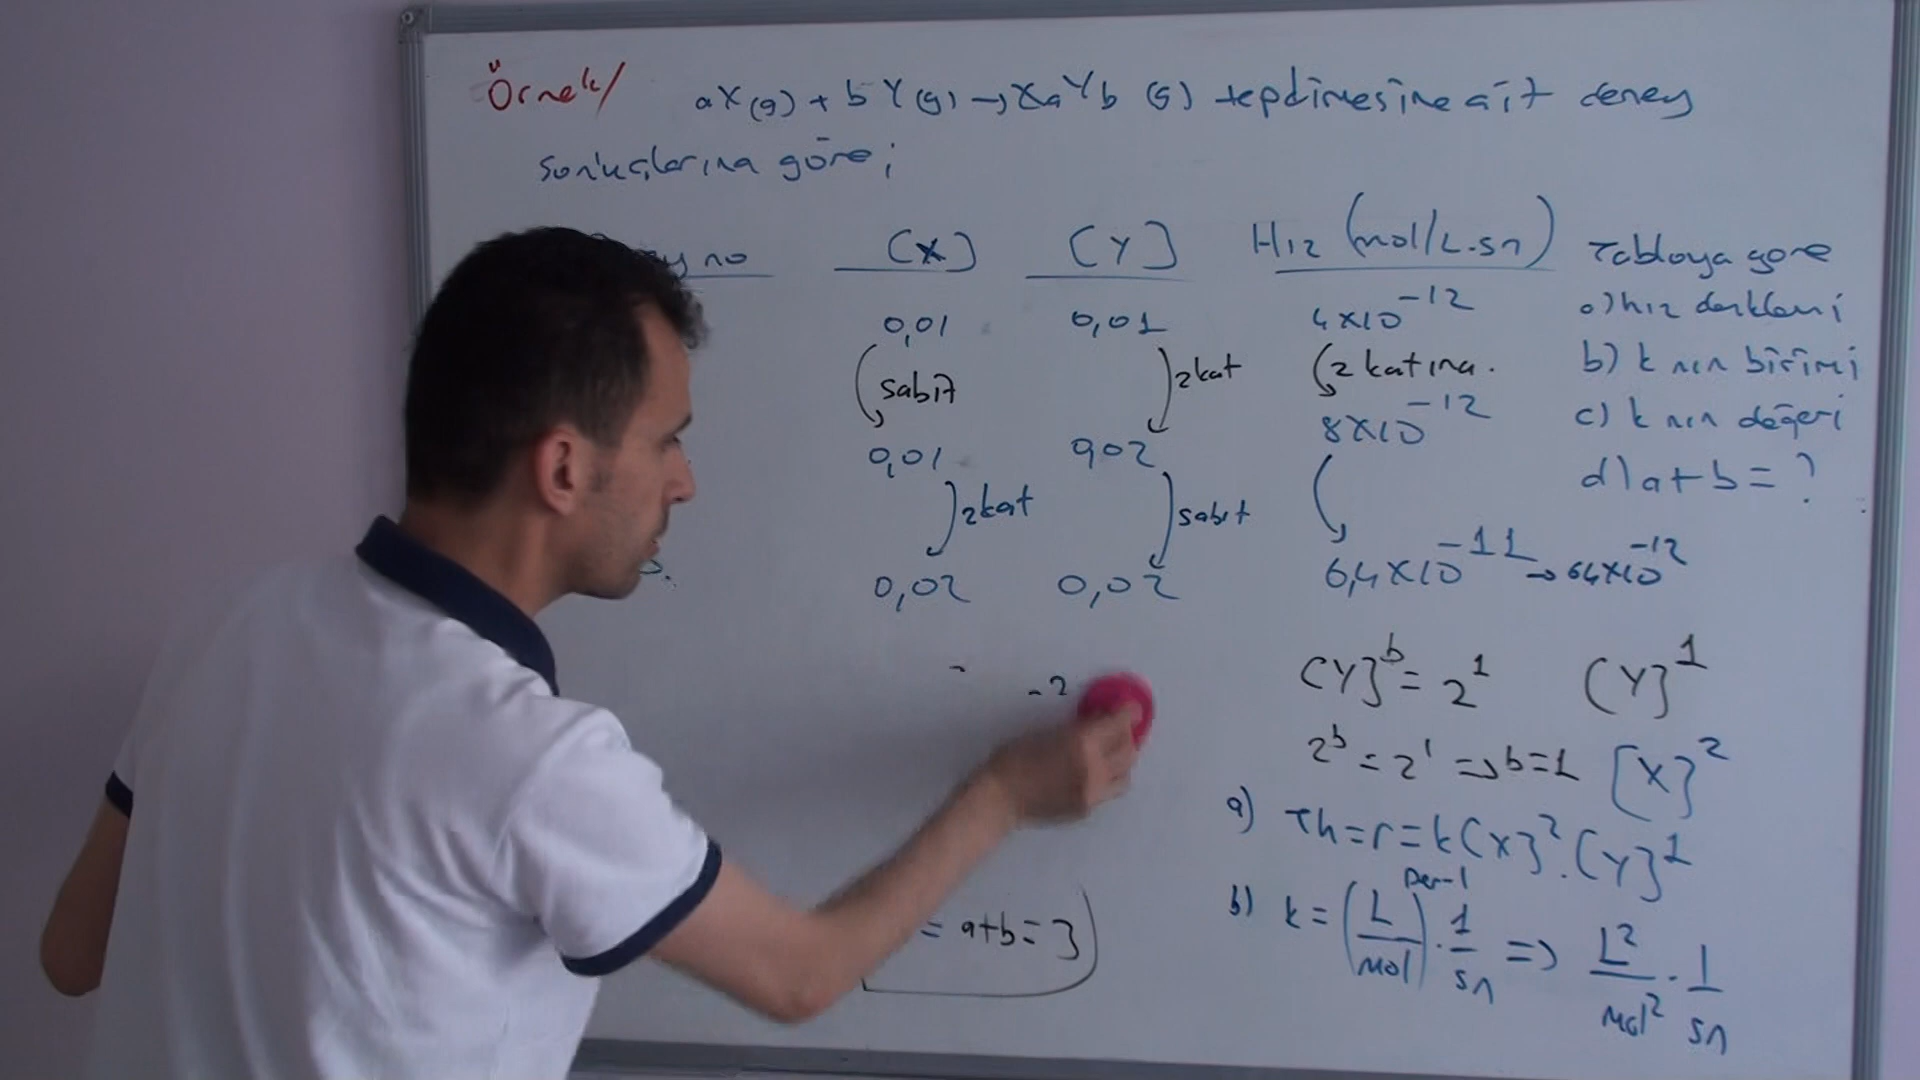 Örnek/ aX(g) + bY(g) → XaYb (g) tepkimesine ait deney
sonuçlarına göre;
y no [X] [Y] Hız (mol/L.sn)
0,01 0,01 4x10^-12
sabit 2kat 2 katına.
0,01 0,02 8x10^-12
2kat sabit
0,02 0,02 6,4x10^-11 → 64x10^-12
Tabloya göre
a) hız denklemi
b) k nın birimi
c) k nın değeri
d) a+b=?
[Y]^b = 2^1 [Y]^1
2^b = 2^1 ⇒ b=1 [X]^2
a) Th=r=k[X]^2.[Y]^1
b) k = (L/mol)^Der-1 . 1/sn ⇒ L^2/mol^2 . 1/sn
-2
= a+b=3